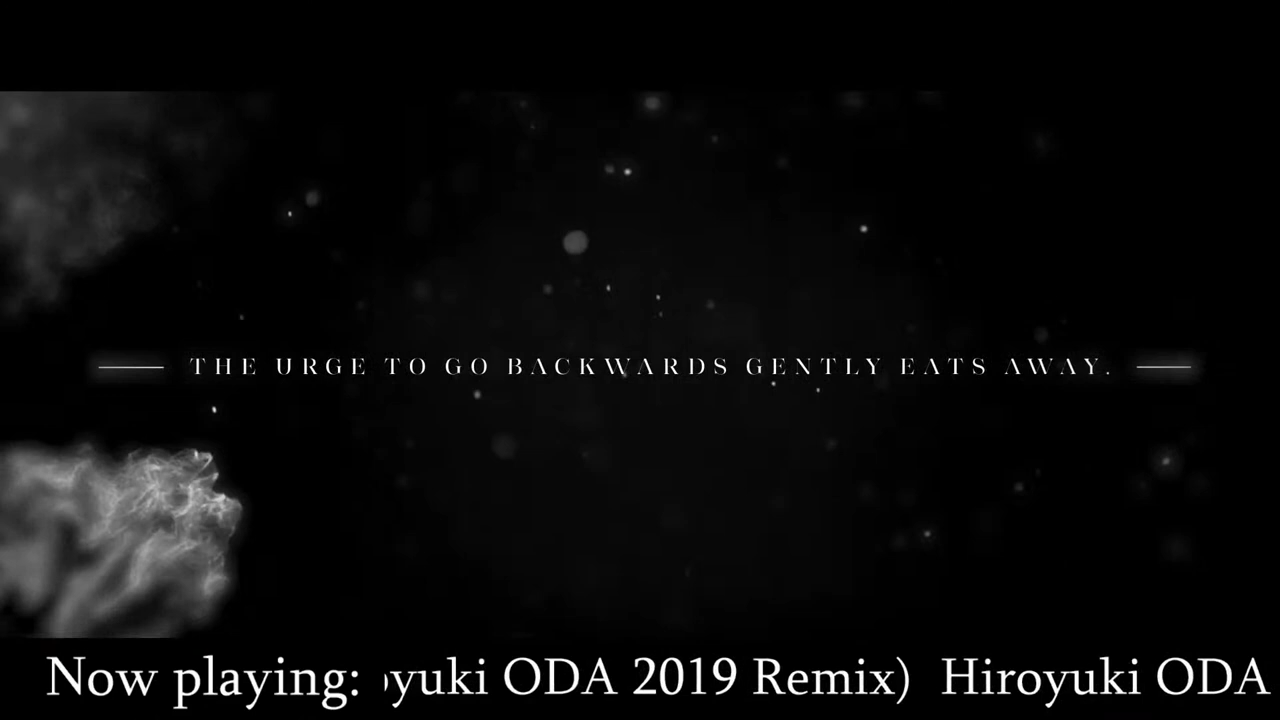 THE URGE TO GO BACKWARDS GENTLY EATS AWAY.
Now playing: yuki ODA 2019 Remix) Hiroyuki ODA